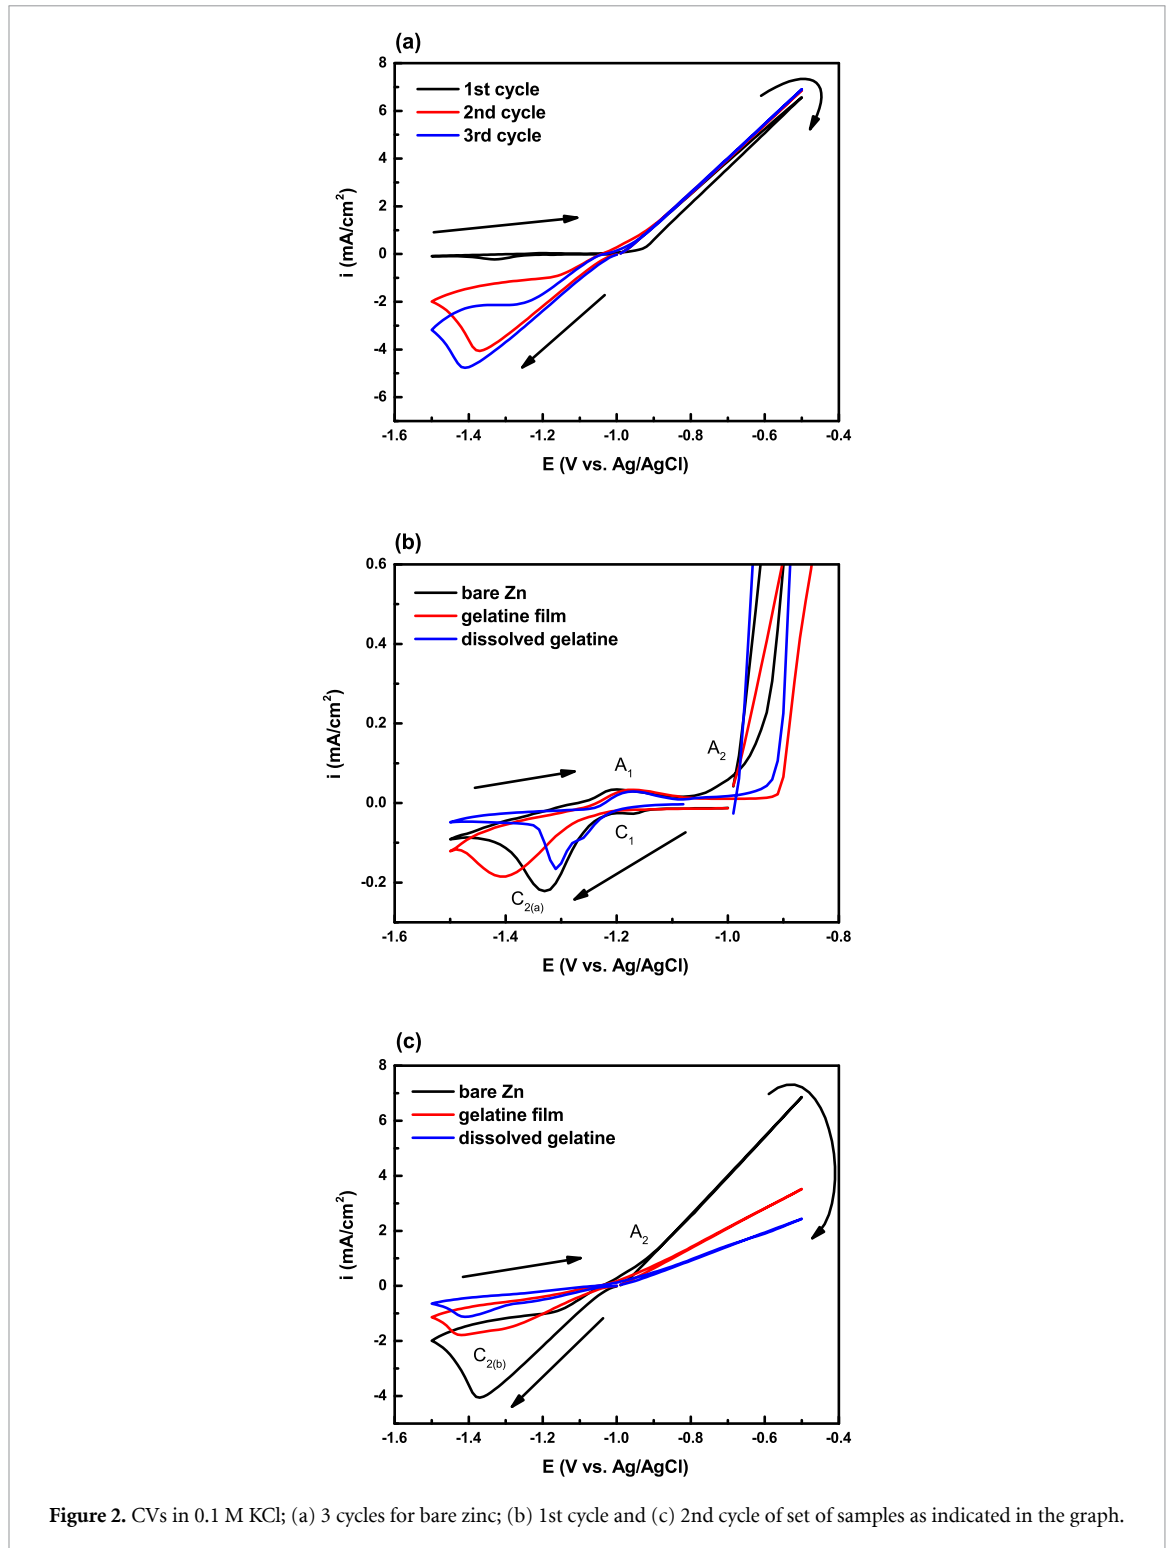 (a)
8
6
4
2
0
-2
-4
-6
1st cycle
2nd cycle
3rd cycle
i (mA/cm²)
-1.6 -1.4 -1.2 -1.0 -0.8 -0.6 -0.4
E (V vs. Ag/AgCl)
(b)
0.6
0.4
0.2
0.0
-0.2
bare Zn
gelatine film
dissolved gelatine
i (mA/cm²)
A₁
A₂
C₁
C₂₍ₐ₎
-1.6 -1.4 -1.2 -1.0 -0.8
E (V vs. Ag/AgCl)
(c)
8
6
4
2
0
-2
-4
bare Zn
gelatine film
dissolved gelatine
i (mA/cm²)
A₂
C2(b)
-1.6 -1.4 -1.2 -1.0 -0.8 -0.6 -0.4
E (V vs. Ag/AgCl)
Figure 2. CVs in 0.1 M KCl; (a) 3 cycles for bare zinc; (b) 1st cycle and (c) 2nd cycle of set of samples as indicated in the graph.